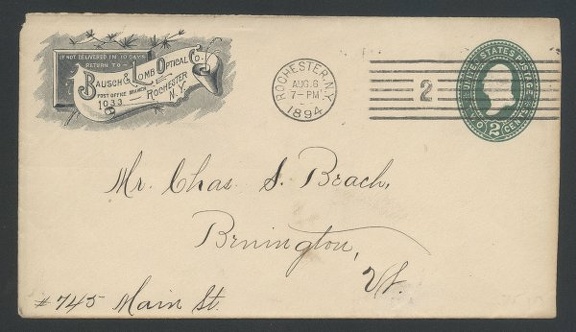 IF NOT DELIVERED IN 10 DAYS
RETURN TO
BAUSCH & LOMB OPTICAL CO.
POST OFFICE DRAWER
1033
ROCHESTER
N.Y.
ROCHESTER, N.Y.
AUG. 6
7-PM
1894
2
UNITED STATES POSTAGE
TWO 2 CENTS
Mr. Chas. S. Beach,
Bennington,
Vt.
#745 Main St.